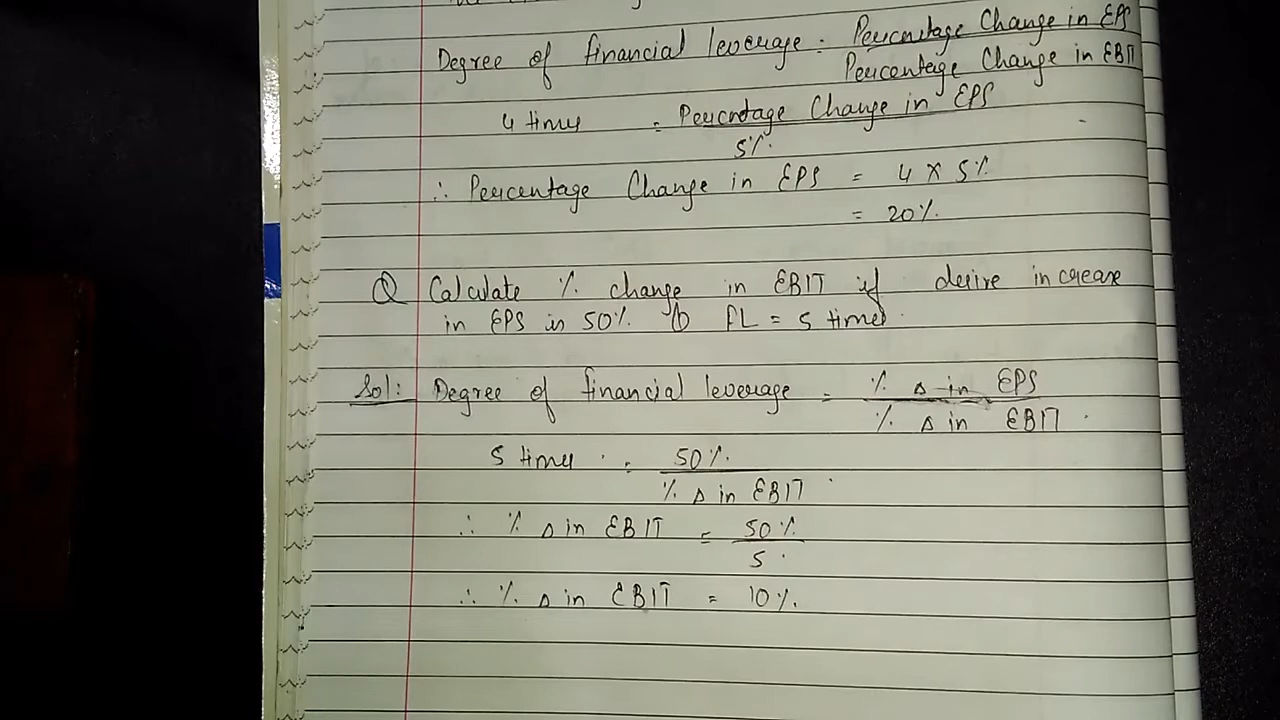 Degree of financial leverage = Percentage Change in EPS
Percentage Change in EBIT
4 times = Percentage Change in EPS
5%
∴ Percentage Change in EPS = 4 × 5%
= 20%
Q Calculate % change in EBIT if desire increase
in EPS is 50% & FL = 5 times.
Sol: Degree of financial leverage = % Δ in EPS
% Δ in EBIT
5 times = 50%
% Δ in EBIT
∴ % Δ in EBIT = 50%
5
∴ % Δ in EBIT = 10%